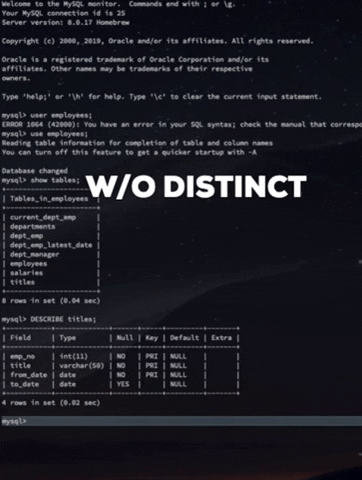 Welcome to the MySQL monitor.  Commands end with ; or \g.
Your MySQL connection id is 25
Server version: 8.0.17 Homebrew
Copyright (c) 2000, 2019, Oracle and/or its affiliates. All rights reserved.
Oracle is a registered trademark of Oracle Corporation and/or its
affiliates. Other names may be trademarks of their respective
owners.
Type 'help;' or '\h' for help. Type '\c' to clear the current input statement.
mysql> user employees;
ERROR 1064 (42000): You have an error in your SQL syntax; check the manual that correspo
mysql> use employees;
Reading table information for completion of table and column names
You can turn off this feature to get a quicker startup with -A
Database changed
mysql> show tables;
W/O DISTINCT
+----------------------+
| Tables_in_employees  |
+----------------------+
| current_dept_emp     |
| departments          |
| dept_emp             |
| dept_emp_latest_date |
| dept_manager         |
| employees            |
| salaries             |
| titles               |
+----------------------+
8 rows in set (0.04 sec)
mysql> DESCRIBE titles;
+-----------+-------------+------+-----+---------+-------+
| Field     | Type        | Null | Key | Default | Extra |
+-----------+-------------+------+-----+---------+-------+
| emp_no    | int(11)     | NO   | PRI | NULL    |       |
| title     | varchar(50) | NO   | PRI | NULL    |       |
| from_date | date        | NO   | PRI | NULL    |       |
| to_date   | date        | YES  |     | NULL    |       |
+-----------+-------------+------+-----+---------+-------+
4 rows in set (0.02 sec)
mysql>